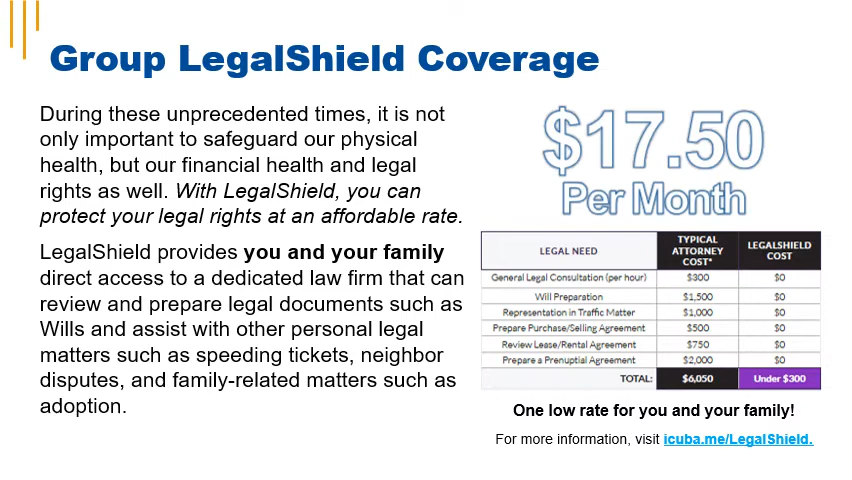 Group LegalShield Coverage
During these unprecedented times, it is not
only important to safeguard our physical
health, but our financial health and legal
rights as well. With LegalShield, you can
protect your legal rights at an affordable rate.
LegalShield provides you and your family
direct access to a dedicated law firm that can
review and prepare legal documents such as
Wills and assist with other personal legal
matters such as speeding tickets, neighbor
disputes, and family-related matters such as
adoption.
$17.50
Per Month
LEGAL NEED TYPICAL ATTORNEY COST* LEGALSHIELD COST
General Legal Consultation (per hour) $300 $0
Will Preparation $1,500 $0
Representation in Traffic Matter $1,000 $0
Prepare Purchase/Selling Agreement $500 $0
Review Lease/Rental Agreement $750 $0
Prepare a Prenuptial Agreement $2,000 $0
TOTAL: $6,050 Under $300
One low rate for you and your family!
For more information, visit icuba.me/LegalShield.